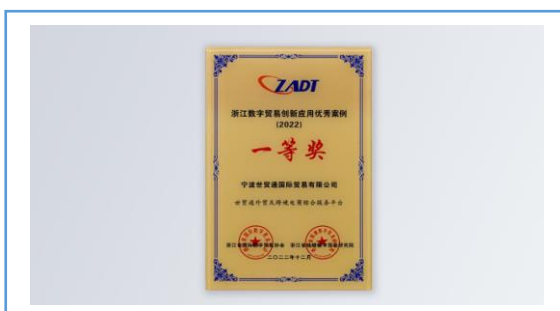 ZADT
浙江数字贸易创新应用优秀案例
(2022)
一等奖
宁波世贸通国际贸易有限公司
世贸通外贸及跨境电商综合服务平台
二〇二二年十二月